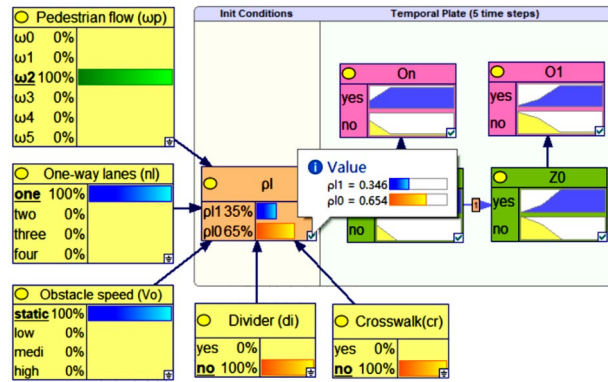 Pedestrian flow (ωp)
ω0 0%
ω1 0%
ω2 100%
ω3 0%
ω4 0%
ω5 0%
One-way lanes (nl)
one 100%
two 0%
three 0%
four 0%
Obstacle speed (Vo)
static 100%
low 0%
medi 0%
high 0%
Init Conditions
Temporal Plate (5 time steps)
ρl
ρl1 35%
ρl0 65%
Value
ρl1 = 0.346
ρl0 = 0.654
On
yes
no
O1
yes
no
no
1
Z0
yes
no
Divider (di)
yes 0%
no 100%
Crosswalk(cr)
yes 0%
no 100%